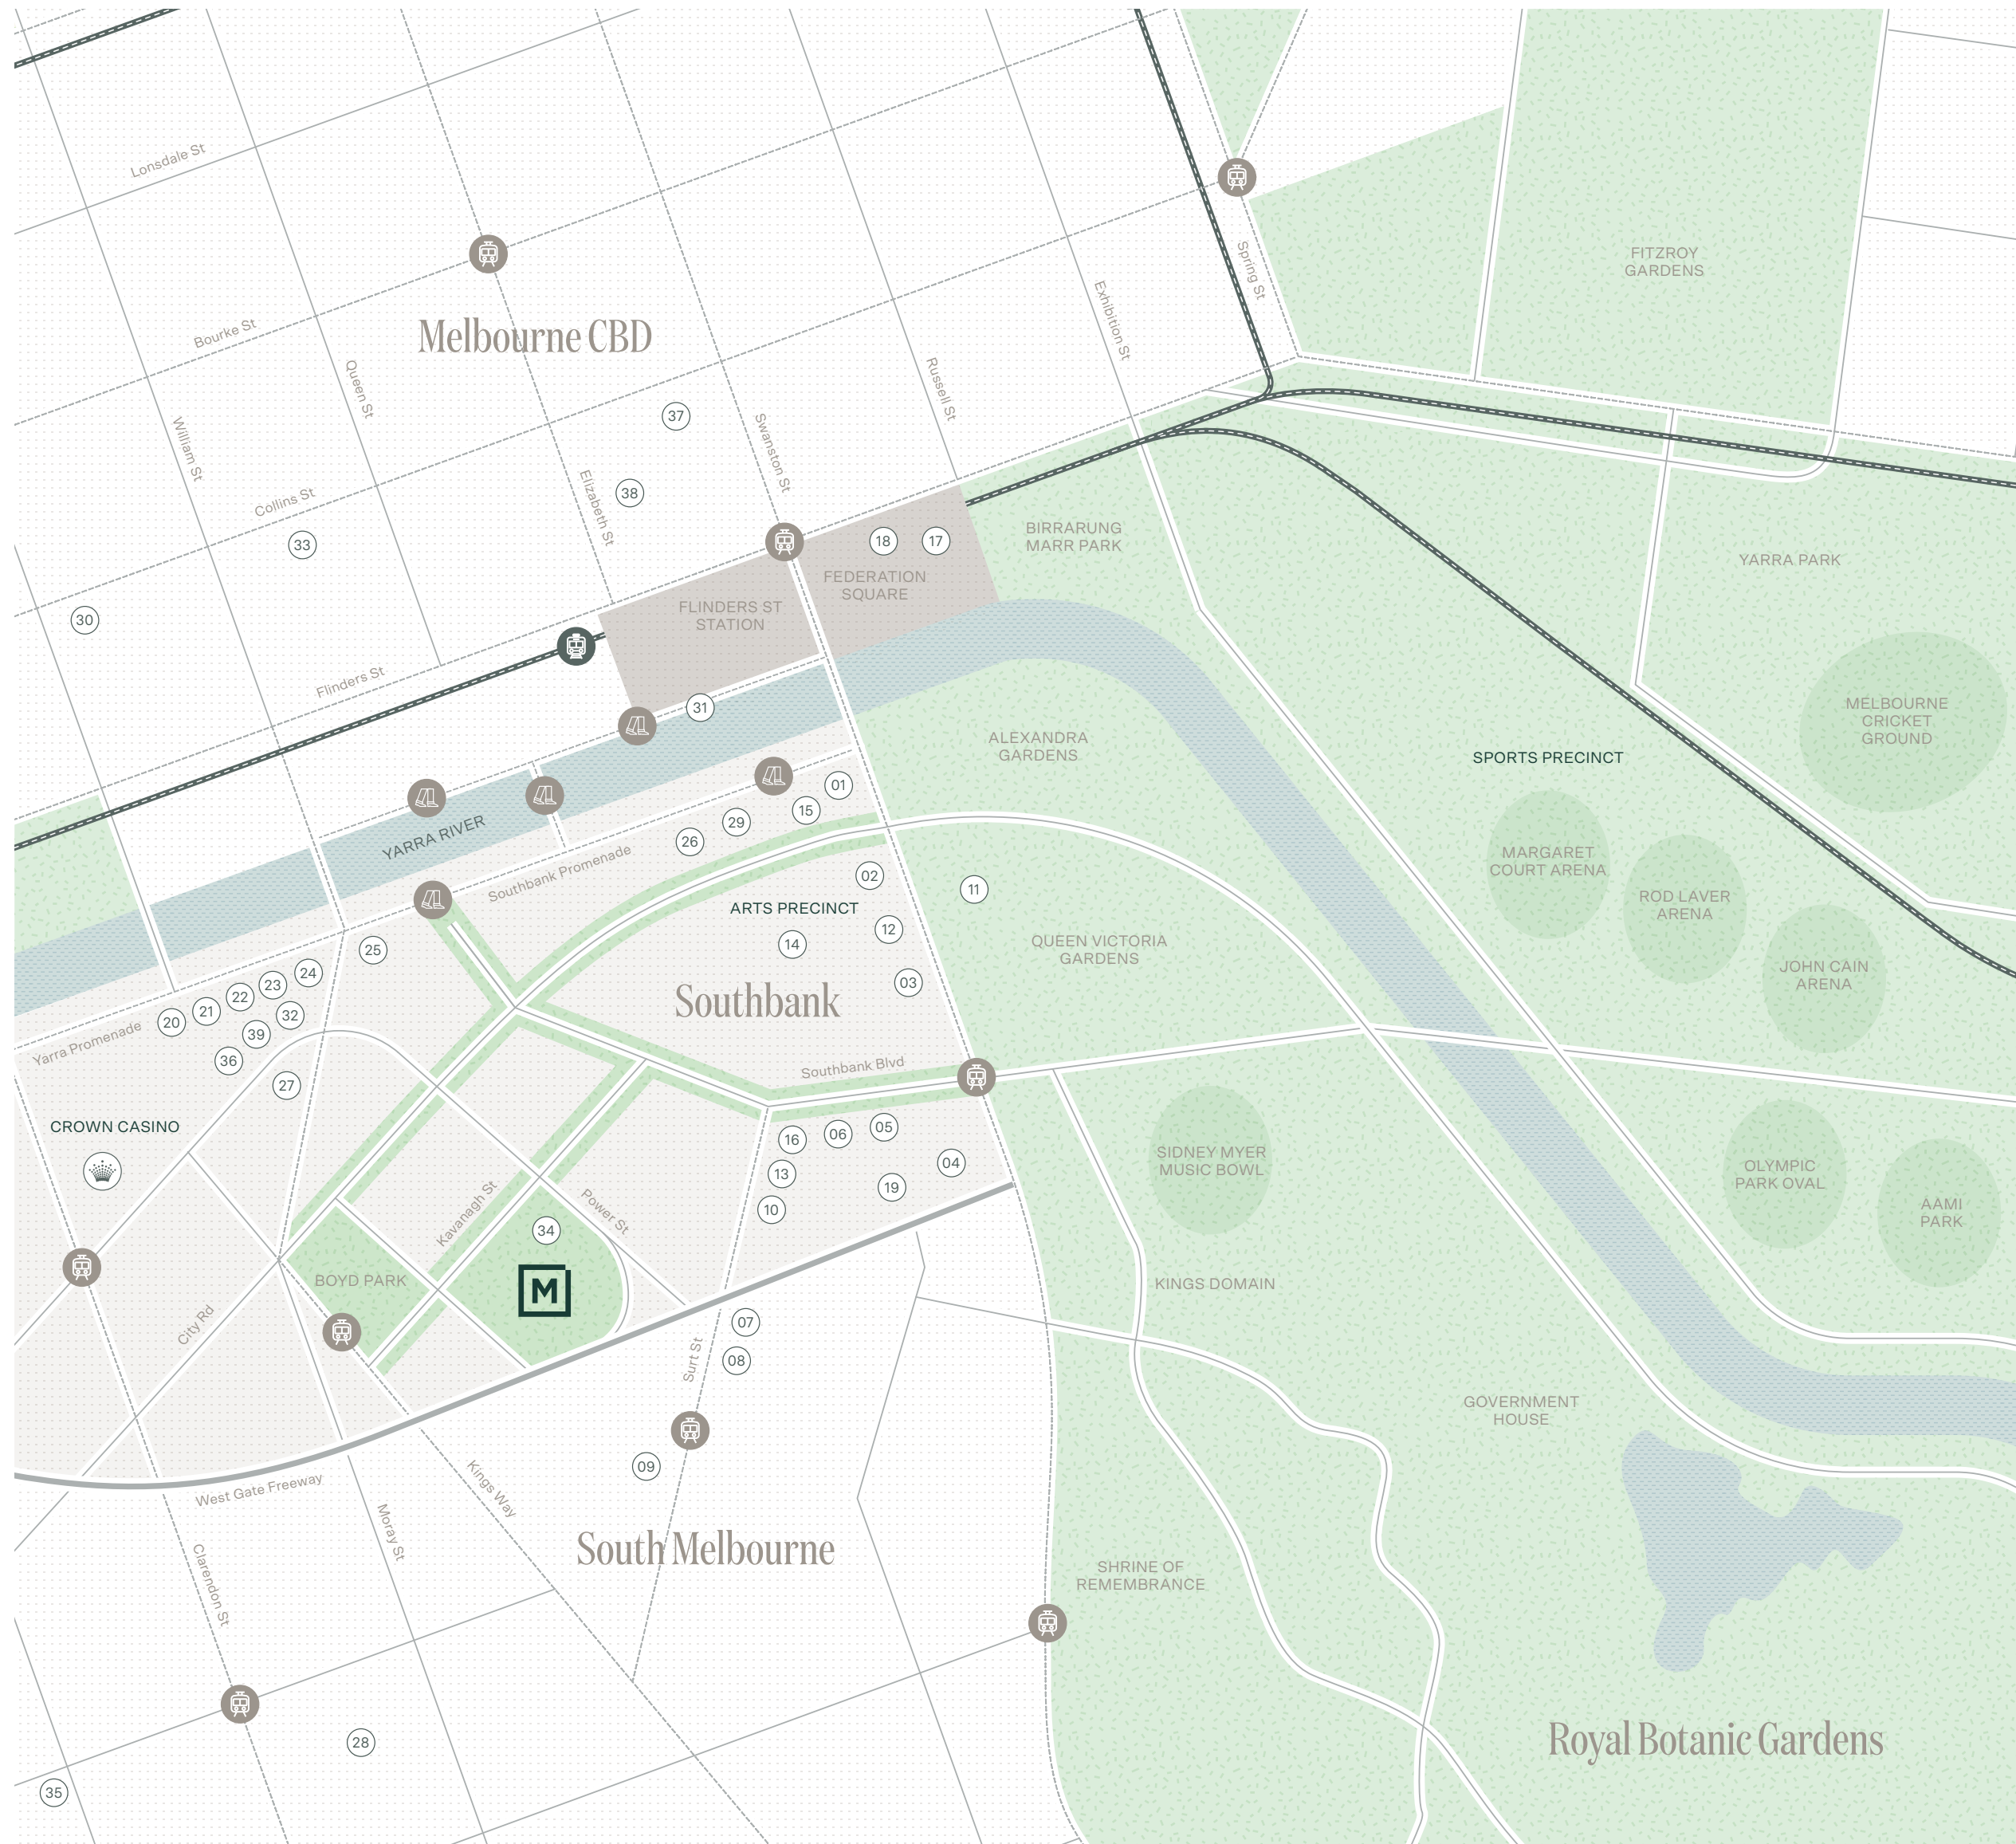 Lonsdale St
Bourke St
Melbourne CBD
Queen St
William St
Collins St
Elizabeth St
Swanston St
Russell St
Exhibition St
Spring St
FITZROY
GARDENS
37
38
33
30
18
17
FEDERATION
SQUARE
FLINDERS ST
STATION
BIRRARUNG
MARR PARK
YARRA PARK
Flinders St
31
MELBOURNE
CRICKET
GROUND
ALEXANDRA
GARDENS
SPORTS PRECINCT
YARRA RIVER
Southbank Promenade
01
15
29
26
MARGARET
COURT ARENA
ROD LAVER
ARENA
JOHN CAIN
ARENA
02
11
ARTS PRECINCT
12
14
03
QUEEN VICTORIA
GARDENS
Southbank
25
24
23
22
21
20
32
39
36
27
Yarra Promenade
Southbank Blvd
CROWN CASINO
16
06
05
04
13
19
10
SIDNEY MYER
MUSIC BOWL
OLYMPIC
PARK OVAL
AAMI
PARK
Kavanagh St
Power St
34
M
BOYD PARK
City Rd
KINGS DOMAIN
07
08
Surt St
09
GOVERNMENT
HOUSE
West Gate Freeway
Kings Way
Moray St
Clarendon St
South Melbourne
SHRINE OF
REMEMBRANCE
28
35
Royal Botanic Gardens